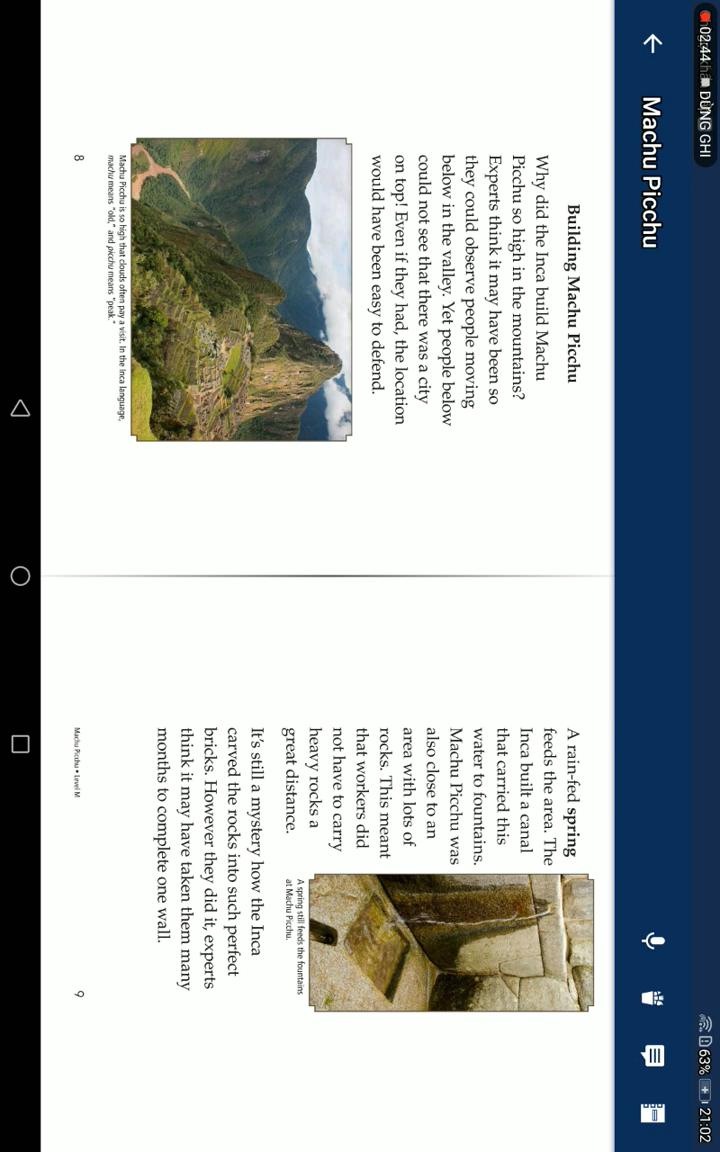 02:44 ■ DỪNG GHI
63% 21:02
Machu Picchu
Building Machu Picchu
Why did the Inca build Machu
Picchu so high in the mountains?
Experts think it may have been so
they could observe people moving
below in the valley. Yet people below
could not see that there was a city
on top! Even if they had, the location
would have been easy to defend.
Machu Picchu is so high that clouds often pay a visit. In the Inca language,
machu means "old," and picchu means "peak."
8
A rain-fed spring
feeds the area. The
Inca built a canal
that carried this
water to fountains.
Machu Picchu was
also close to an
area with lots of
rocks. This meant
that workers did
not have to carry
heavy rocks a
great distance.
A spring still feeds the fountains
at Machu Picchu.
It's still a mystery how the Inca
carved the rocks into such perfect
bricks. However they did it, experts
think it may have taken them many
months to complete one wall.
Machu Picchu • Level M
9